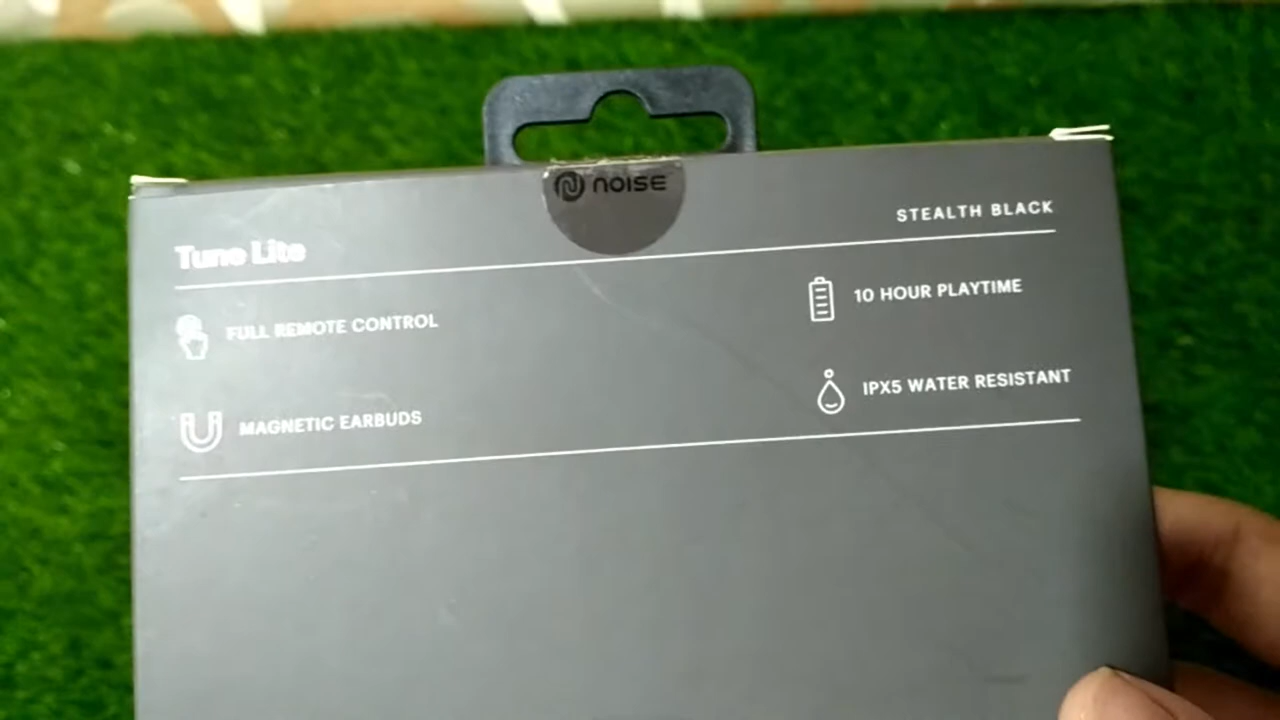 noise
STEALTH BLACK
Tune Lite
FULL REMOTE CONTROL
10 HOUR PLAYTIME
MAGNETIC EARBUDS
IPX5 WATER RESISTANT